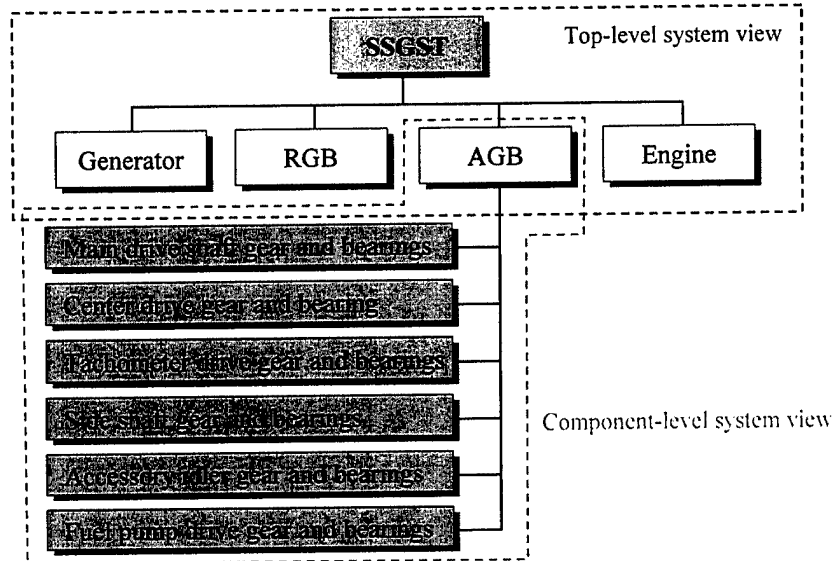 SSGST
Top-level system view
Generator
RGB
AGB
Engine
Main drive shaft gear and bearings
Center drive gear and bearing
Tachometer drive gear and bearings
Side shaft gear and bearings
Component-level system view
Accessory idler gear and bearings
Fuel pump drive gear and bearings